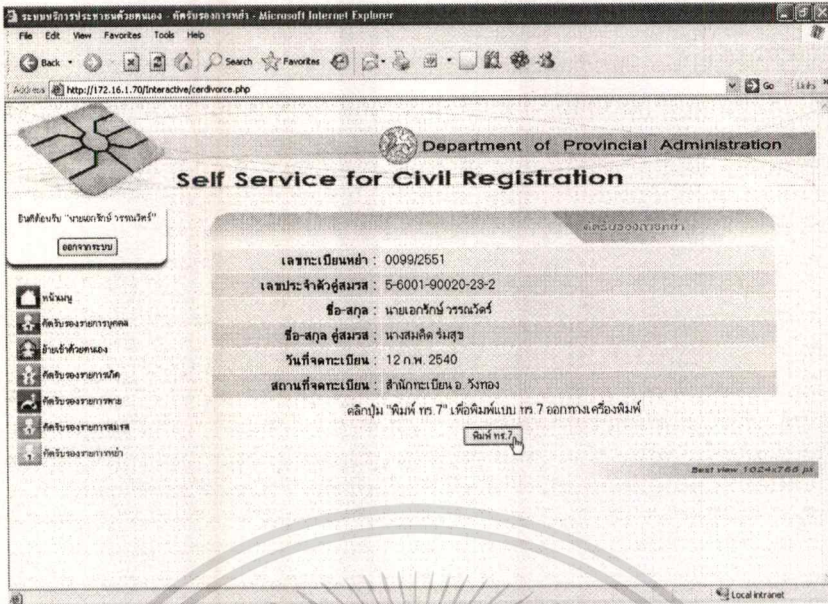 ระบบบริการประชาชนด้วยตนเอง - คัดรับรองการหย่า - Microsoft Internet Explorer
File Edit View Favorites Tools Help
Back Search Favorites
Address http://172.16.1.70/Interactive/cerdivorce.php Go Links »
Department of Provincial Administration
Self Service for Civil Registration
ยินดีต้อนรับ "นายเอกรักษ์ วรรณวัตร์"
ออกจากระบบ
หน้าเมนู
คัดรับรองรายการบุคคล
ย้ายเข้าด้วยตนเอง
คัดรับรองรายการเกิด
คัดรับรองรายการตาย
คัดรับรองรายการสมรส
คัดรับรองรายการหย่า
คัดรับรองการหย่า
เลขทะเบียนหย่า : 0099/2551
เลขประจำตัวคู่สมรส : 5-6001-90020-23-2
ชื่อ-สกุล : นายเอกรักษ์ วรรณวัตร์
ชื่อ-สกุล คู่สมรส : นางสมคิด ร่มสุข
วันที่จดทะเบียน : 12 ก.พ. 2540
สถานที่จดทะเบียน : สำนักทะเบียน อ. วังทอง
คลิกปุ่ม "พิมพ์ ทร.7" เพื่อพิมพ์แบบ ทร.7 ออกทางเครื่องพิมพ์
พิมพ์ ทร.7
Best view 1024x768 px
Local intranet